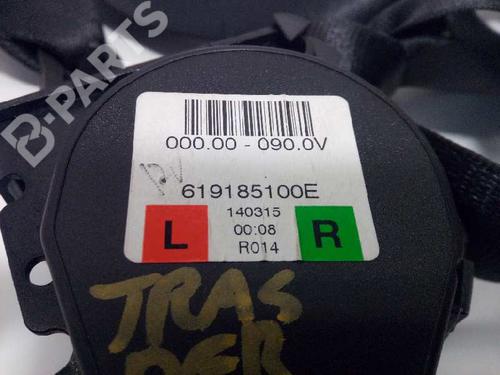 B-PARTS
000.00 - 090.0V
619185100E
L
140315
00:08
R014
R
TRAS
DER